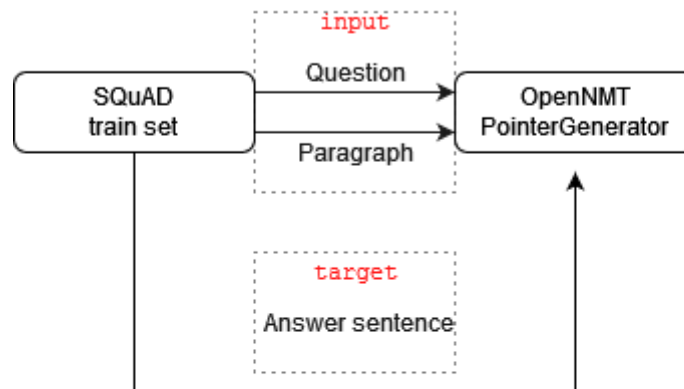 input
SQuAD
train set
Question
Paragraph
OpenNMT
PointerGenerator
target
Answer sentence